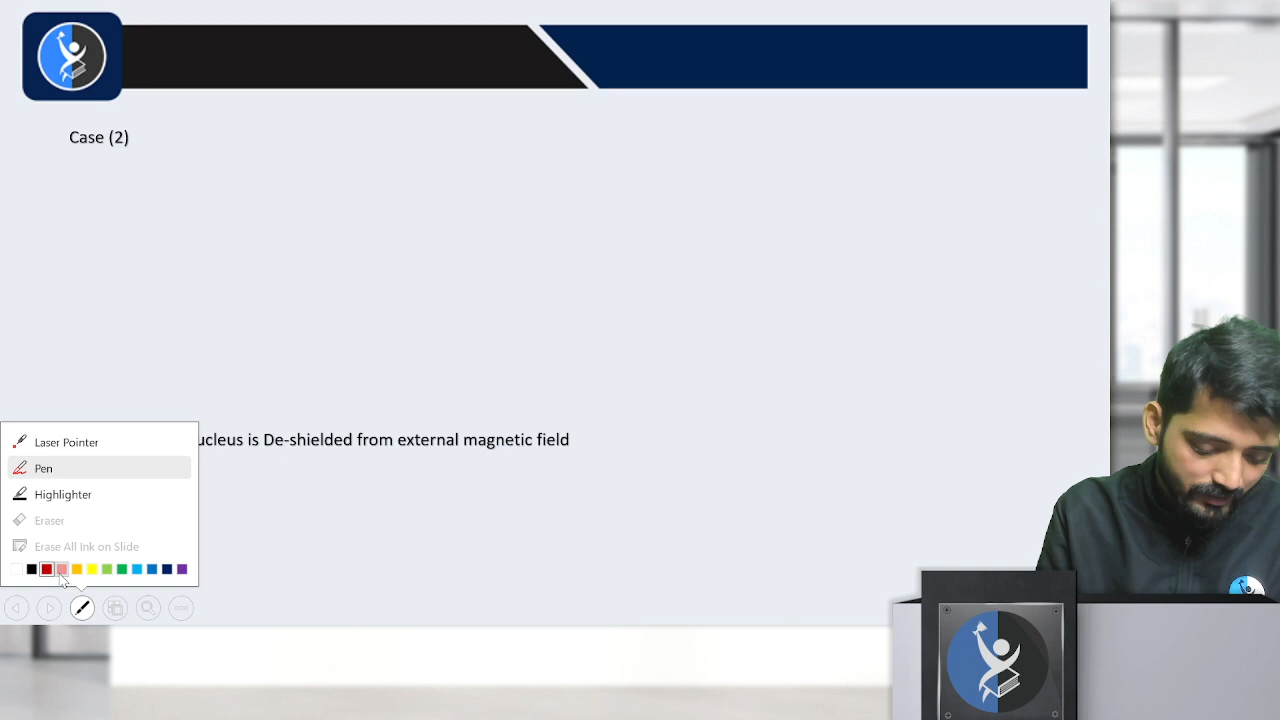 Case (2)
ucleus is De-shielded from external magnetic field
Laser Pointer
Pen
Highlighter
Eraser
Erase All Ink on Slide